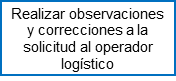 Realizar observaciones
y correcciones a la
solicitud al operador
logístico